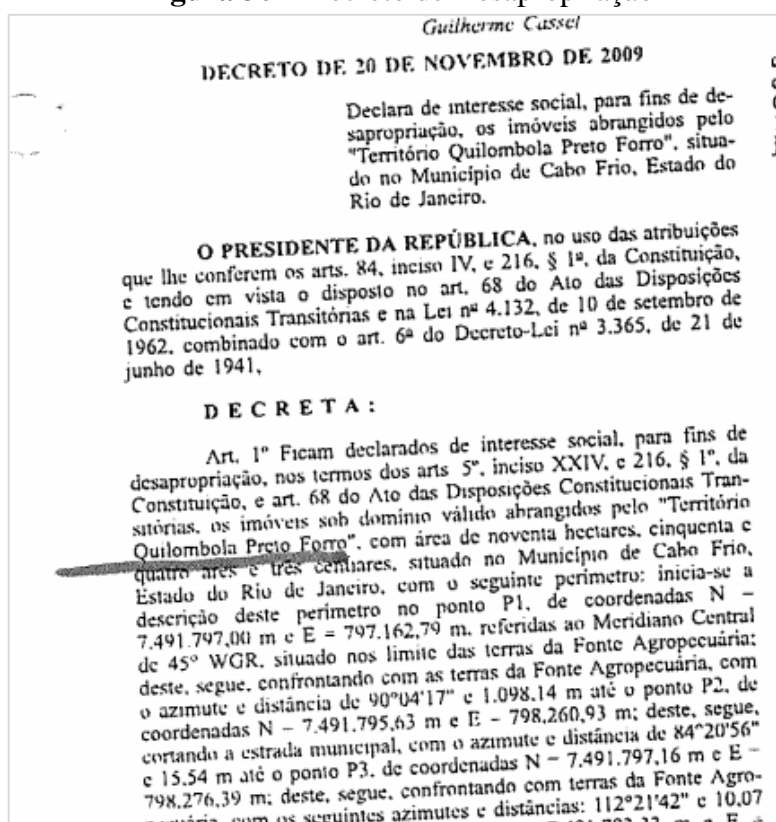 Guilherme Cassel
DECRETO DE 20 DE NOVEMBRO DE 2009
Declara de interesse social, para fins de de-
sapropriação, os imóveis abrangidos pelo
"Território Quilombola Preto Forro", situa-
do no Município de Cabo Frio, Estado do
Rio de Janeiro.
O PRESIDENTE DA REPÚBLICA, no uso das atribuições
que lhe conferem os arts. 84, inciso IV, e 216, § 1º, da Constituição,
e tendo em vista o disposto no art. 68 do Ato das Disposições
Constitucionais Transitórias e na Lei nº 4.132, de 10 de setembro de
1962, combinado com o art. 6º do Decreto-Lei nº 3.365, de 21 de
junho de 1941,
D E C R E T A :
Art. 1º Ficam declarados de interesse social, para fins de
desapropriação, nos termos dos arts 5º, inciso XXIV, e 216, § 1º, da
Constituição, e art. 68 do Ato das Disposições Constitucionais Tran-
sitórias, os imóveis sob domínio válido abrangidos pelo "Território
Quilombola Preto Forro", com área de noventa hectares, cinquenta e
quatro ares e três centiares, situado no Município de Cabo Frio,
Estado do Rio de Janeiro, com o seguinte perímetro: inicia-se a
descrição deste perímetro no ponto P1, de coordenadas N –
7.491.797,00 m e E = 797.162,79 m, referidas ao Meridiano Central
de 45º WGR, situado nos limite das terras da Fonte Agropecuária;
deste, segue, confrontando com as terras da Fonte Agropecuária, com
o azimute e distância de 90º04'17" e 1.098,14 m até o ponto P2, de
coordenadas N – 7.491.795,63 m e E – 798,260,93 m; deste, segue,
cortando a estrada municipal, com o azimute e distância de 84º20'56"
e 15,54 m até o ponto P3, de coordenadas N – 7.491.797,16 m e E –
798.276,39 m; deste, segue, confrontando com terras da Fonte Agro-
com os seguintes azimutes e distâncias: 112º21'42" e 10,07